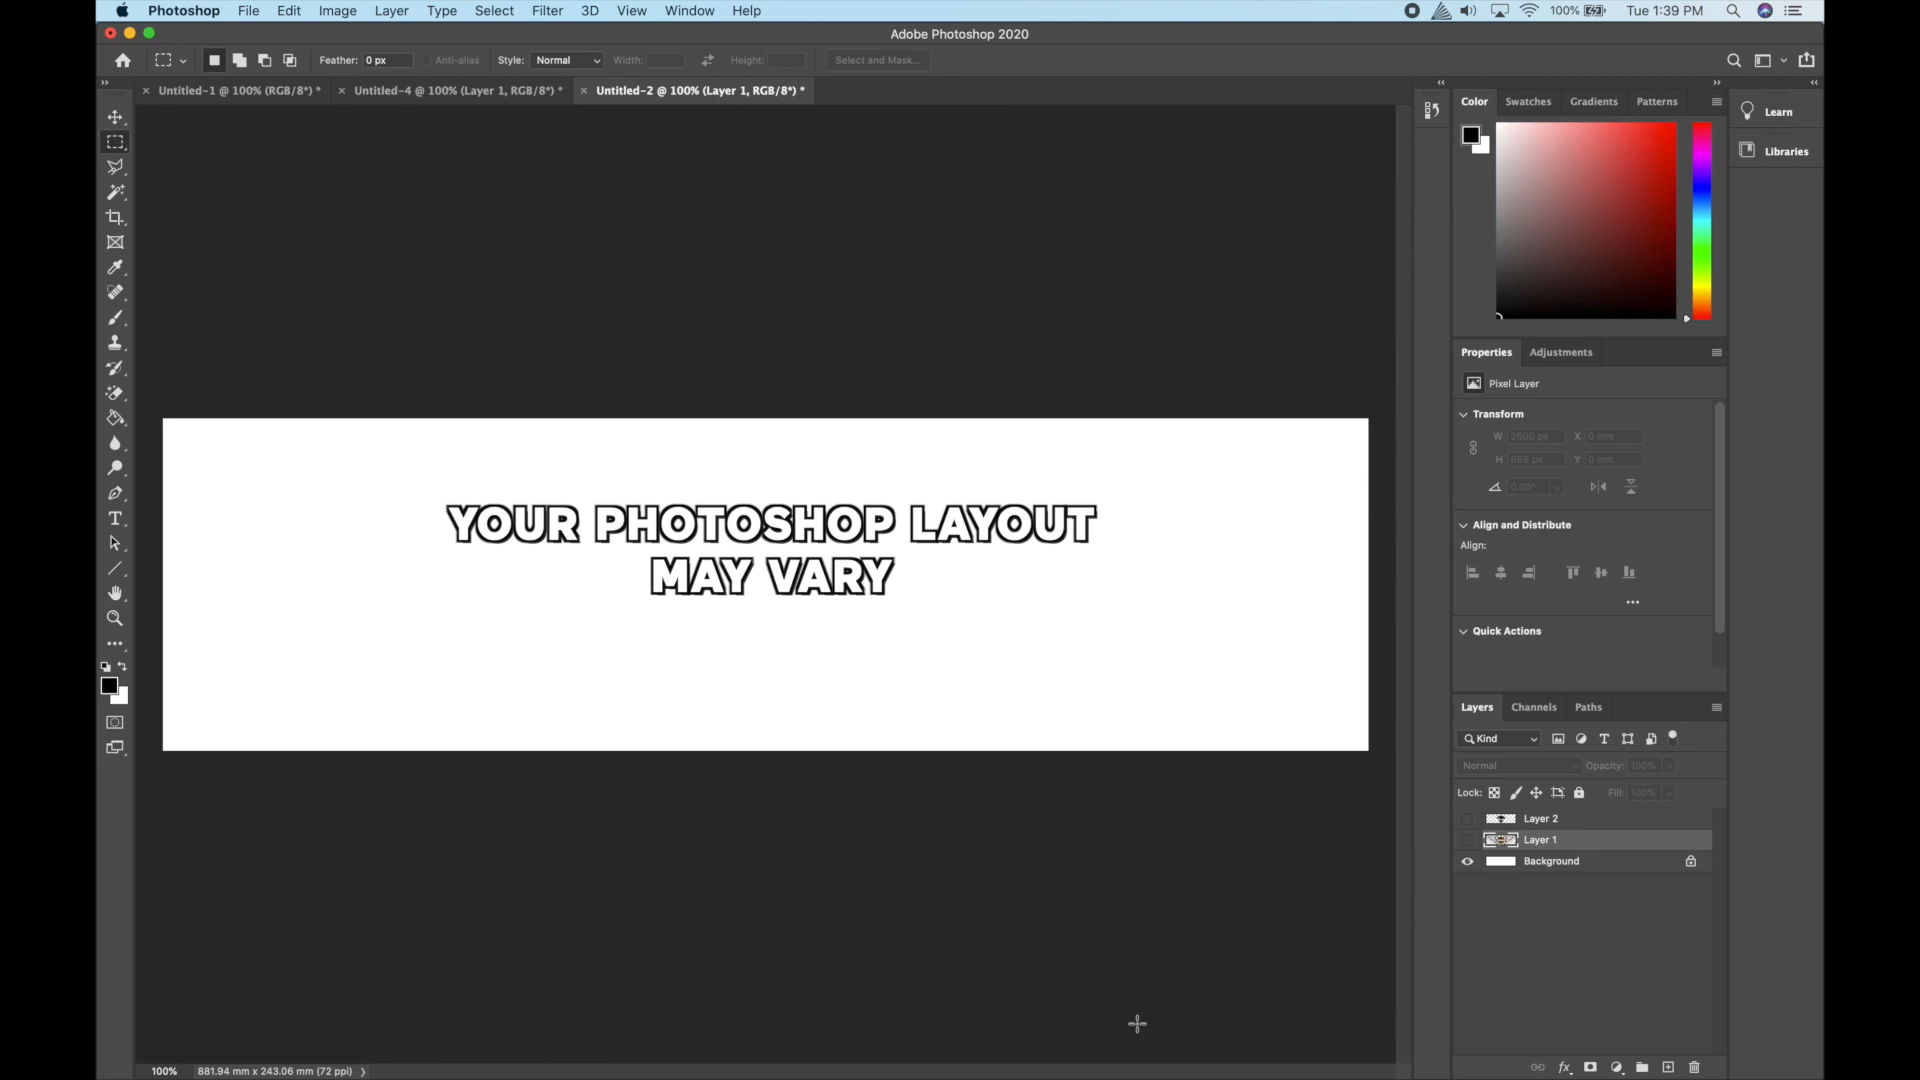 Photoshop File Edit Image Layer Type Select Filter 3D View Window Help 100% Tue 1:39 PM
Adobe Photoshop 2020
Feather: 0 px Anti-alias Style: Normal Width: Height: Select and Mask...
Untitled-1 @ 100% (RGB/8*) * Untitled-4 @ 100% (Layer 1, RGB/8*) * Untitled-2 @ 100% (Layer 1, RGB/8*) *
Color Swatches Gradients Patterns
Learn
Libraries
Properties Adjustments
Pixel Layer
Transform
W 2500 px X 0 mm
H 689 px Y 0 mm
0.00°
Align and Distribute
Align:
Quick Actions
YOUR PHOTOSHOP LAYOUT
MAY VARY
Layers Channels Paths
Kind
Normal Opacity: 100%
Lock: Fill: 100%
Layer 2
Layer 1
Background
100% 881.94 mm x 243.06 mm (72 ppi)